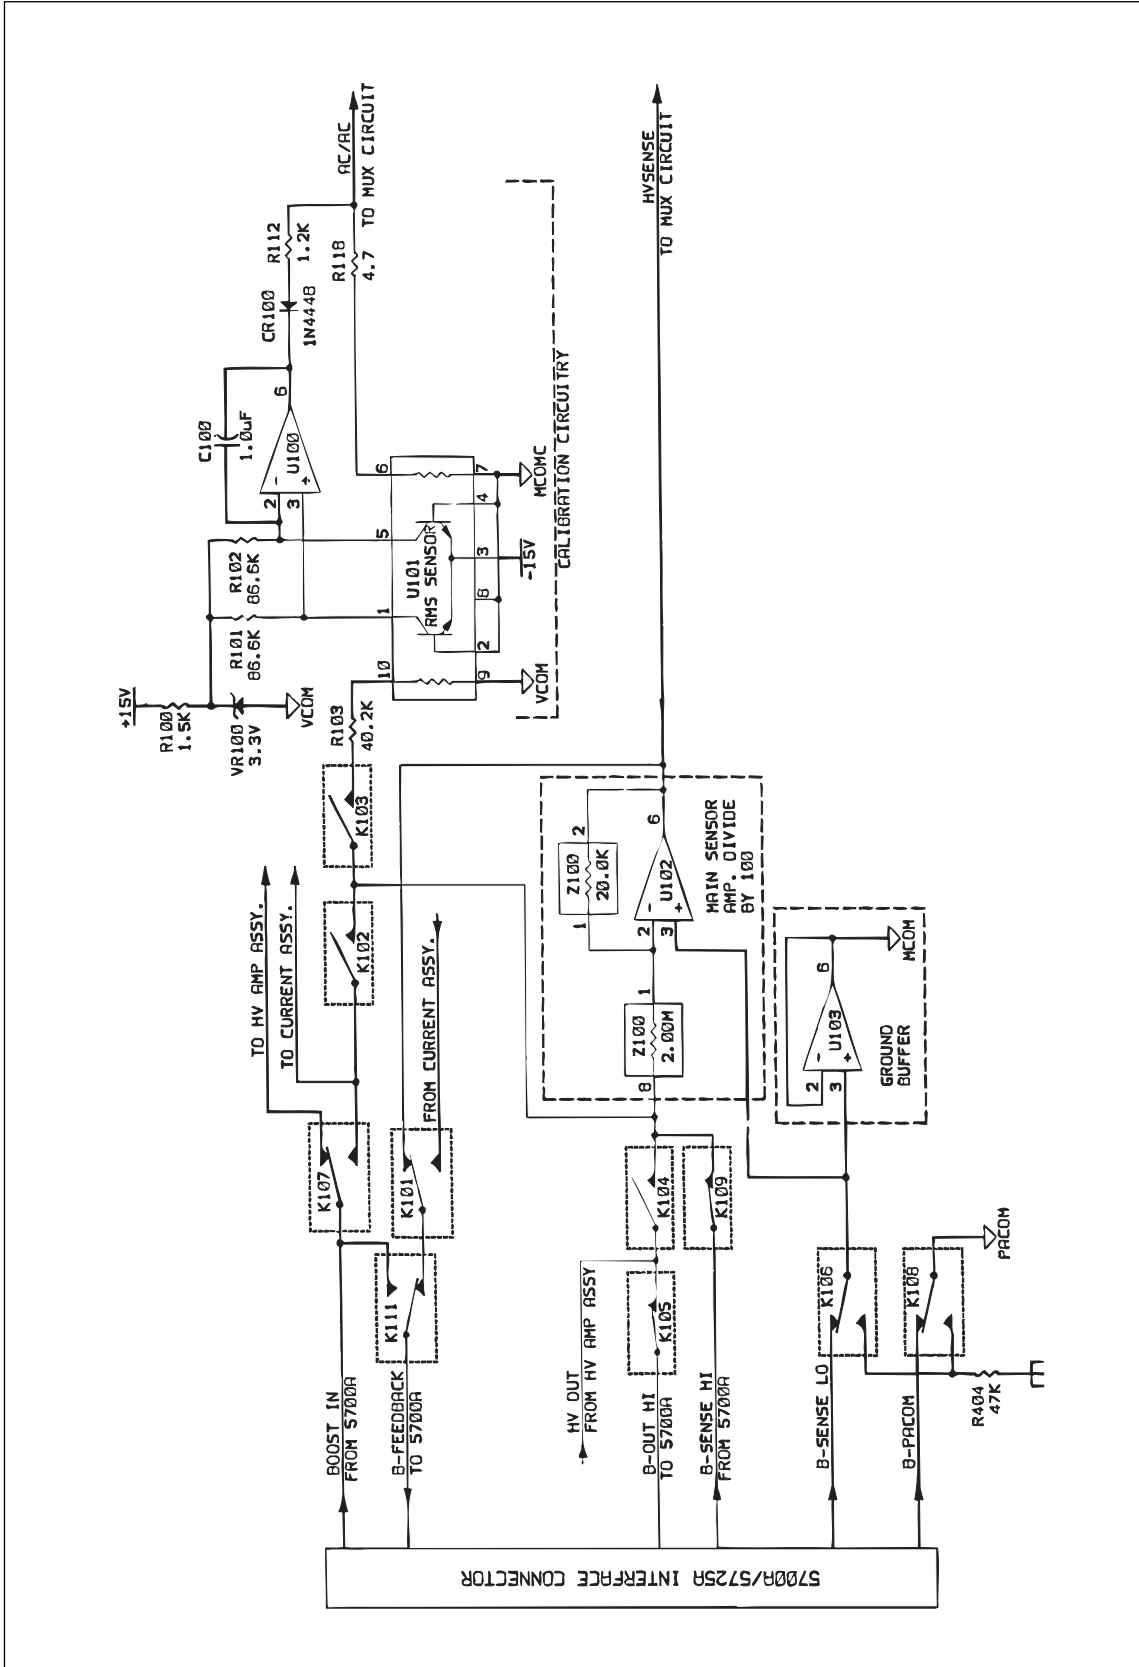 +15V
R100
1.5K
VR100
3.3V
VCOM
R101
86.6K
R102
86.6K
C100
1.0uF
2
3
-
+
U100
6
CR100
1N4448
R112
1.2K
AC/AC
TO MUX CIRCUIT
R118
4.7
K103
R103
40.2K
10
1
5
6
U101
RMS SENSOR
9
2
8
3
4
7
VCOM
-15V
MCOMC
CALIBRATION CIRCUITRY
TO HV AMP ASSY.
TO CURRENT ASSY.
K102
FROM CURRENT ASSY.
K107
K101
K111
BOOST IN
FROM 5700A
B-FEEDBACK
TO 5700A
HVSENSE
TO MUX CIRCUIT
Z100
20.0K
1
2
2
3
-
+
U102
6
MAIN SENSOR
AMP. DIVIDE
BY 100
Z100
2.00M
8
1
K104
K109
K105
HV OUT
FROM HV AMP ASSY
B-OUT HI
TO 5700A
B-SENSE HI
FROM 5700A
2
3
-
+
U103
6
MCOM
GROUND
BUFFER
K106
K108
PACOM
B-SENSE LO
B-PACOM
R404
47K
5700A/5725A INTERFACE CONNECTOR